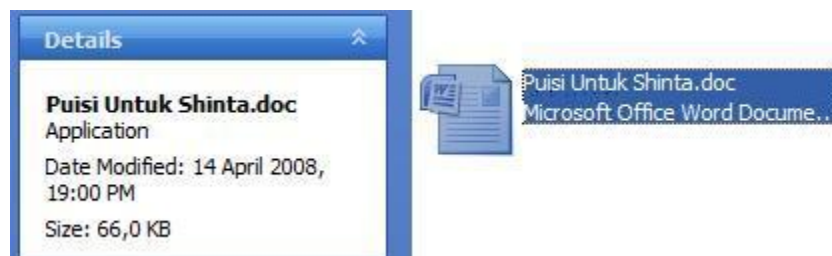 Details
Puisi Untuk Shinta.doc
Application
Date Modified: 14 April 2008,
19:00 PM
Size: 66,0 KB
Puisi Untuk Shinta.doc
Microsoft Office Word Docume...